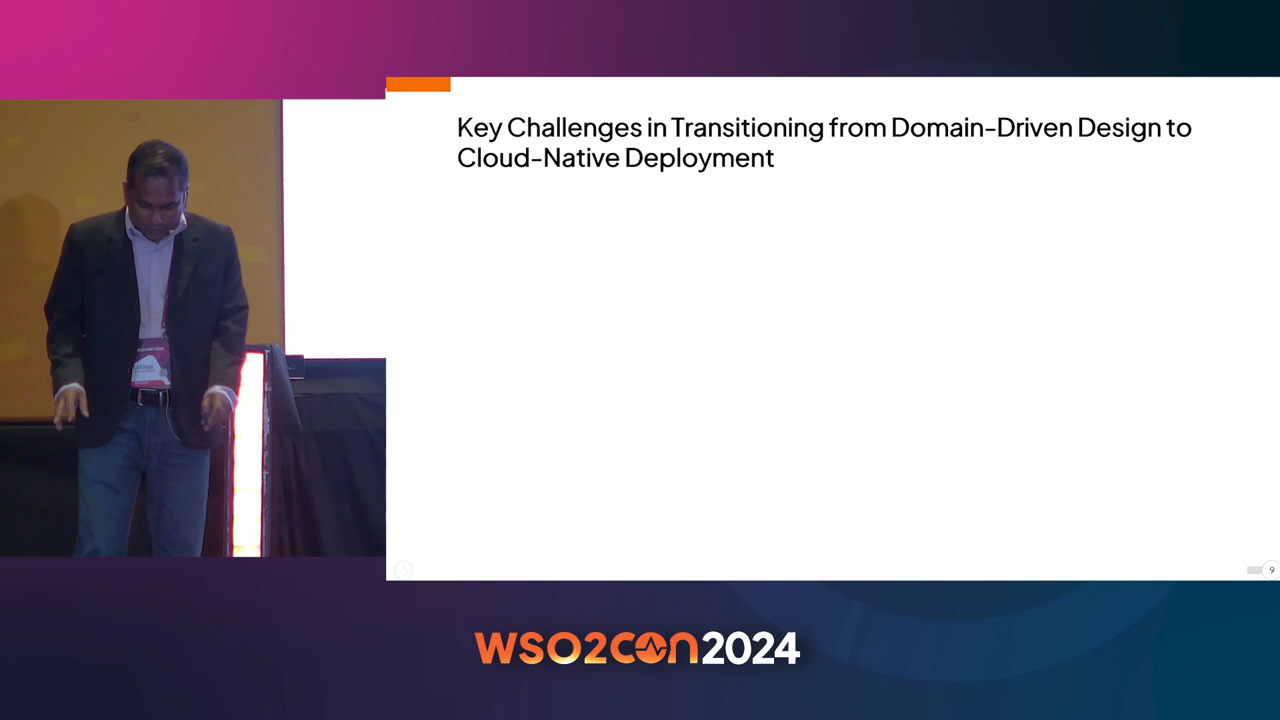 Key Challenges in Transitioning from Domain-Driven Design to
Cloud-Native Deployment
9
WSO2CON2024